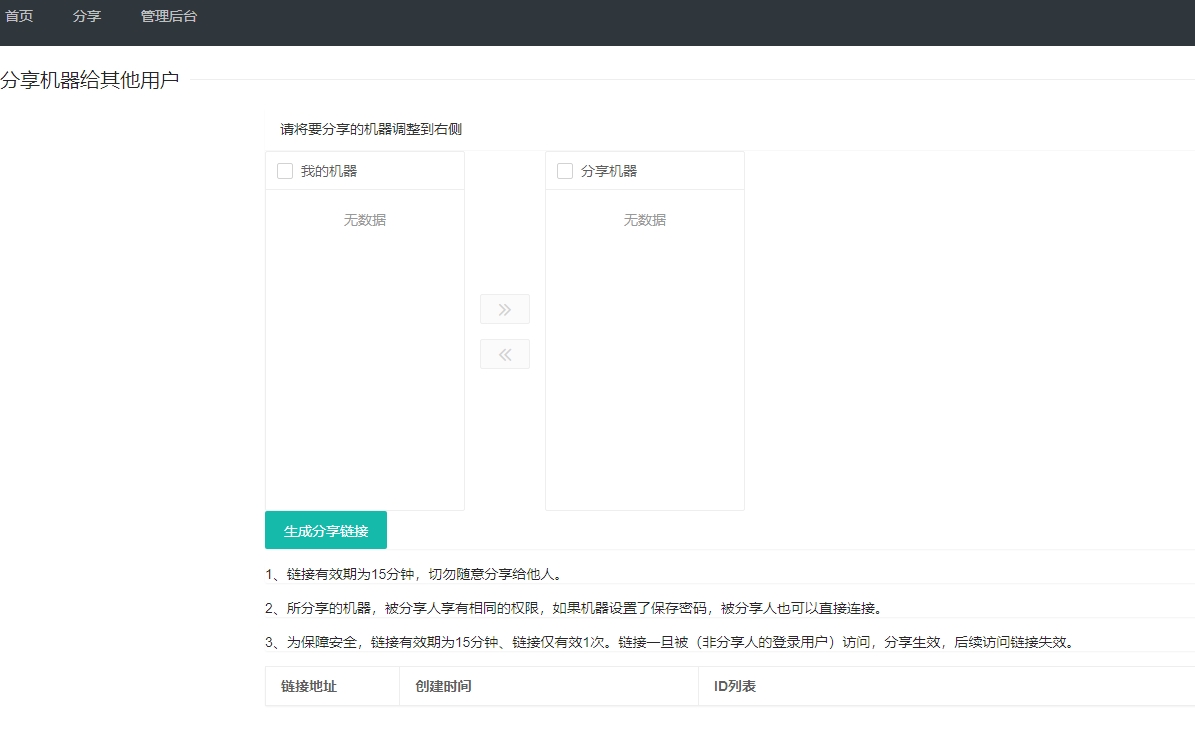 首页 分享 管理后台
分享机器给其他用户
请将要分享的机器调整到右侧
我的机器 分享机器
无数据 无数据
生成分享链接
1、链接有效期为15分钟，切勿随意分享给他人。
2、所分享的机器，被分享人享有相同的权限，如果机器设置了保存密码，被分享人也可以直接连接。
3、为保障安全，链接有效期为15分钟、链接仅有效1次。链接一旦被（非分享人的登录用户）访问，分享生效，后续访问链接失效。
链接地址 创建时间 ID列表